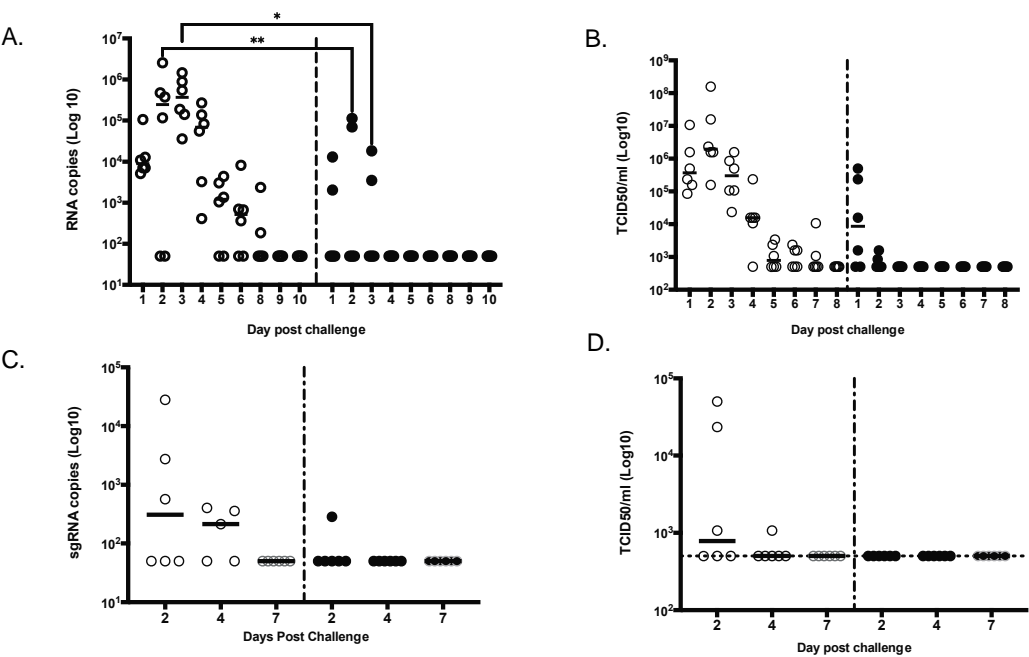 A.
*
**
10⁷
10⁶
10⁵
10⁴
10³
10²
10¹
RNA copies (Log 10)
1 2 3 4 5 6 8 9 10 1 2 3 4 5 6 8 9 10
Day post challenge
B.
10⁹
10⁸
10⁷
10⁶
10⁵
10⁴
10³
10²
TCID50/ml (Log10)
1 2 3 4 5 6 7 8 1 2 3 4 5 6 7 8
Day post challenge
C.
10⁵
10⁴
10³
10²
10¹
sgRNA copies (Log10)
2 4 7 2 4 7
Days Post Challenge
D.
10⁵
10⁴
10³
10²
TCID50/ml (Log10)
2 4 7 2 4 7
Day post challenge